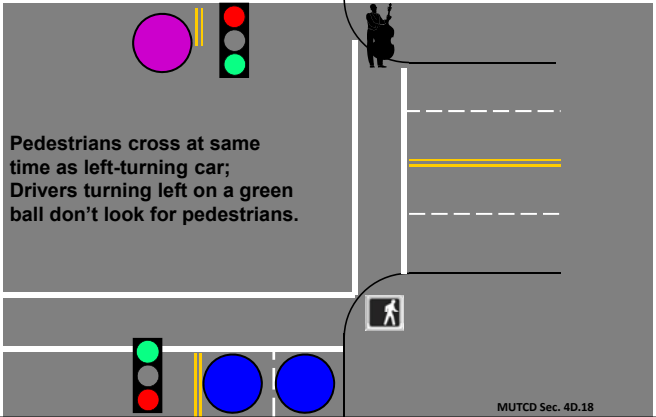 Pedestrians cross at same
time as left-turning car;
Drivers turning left on a green
ball don’t look for pedestrians.
MUTCD Sec. 4D.18